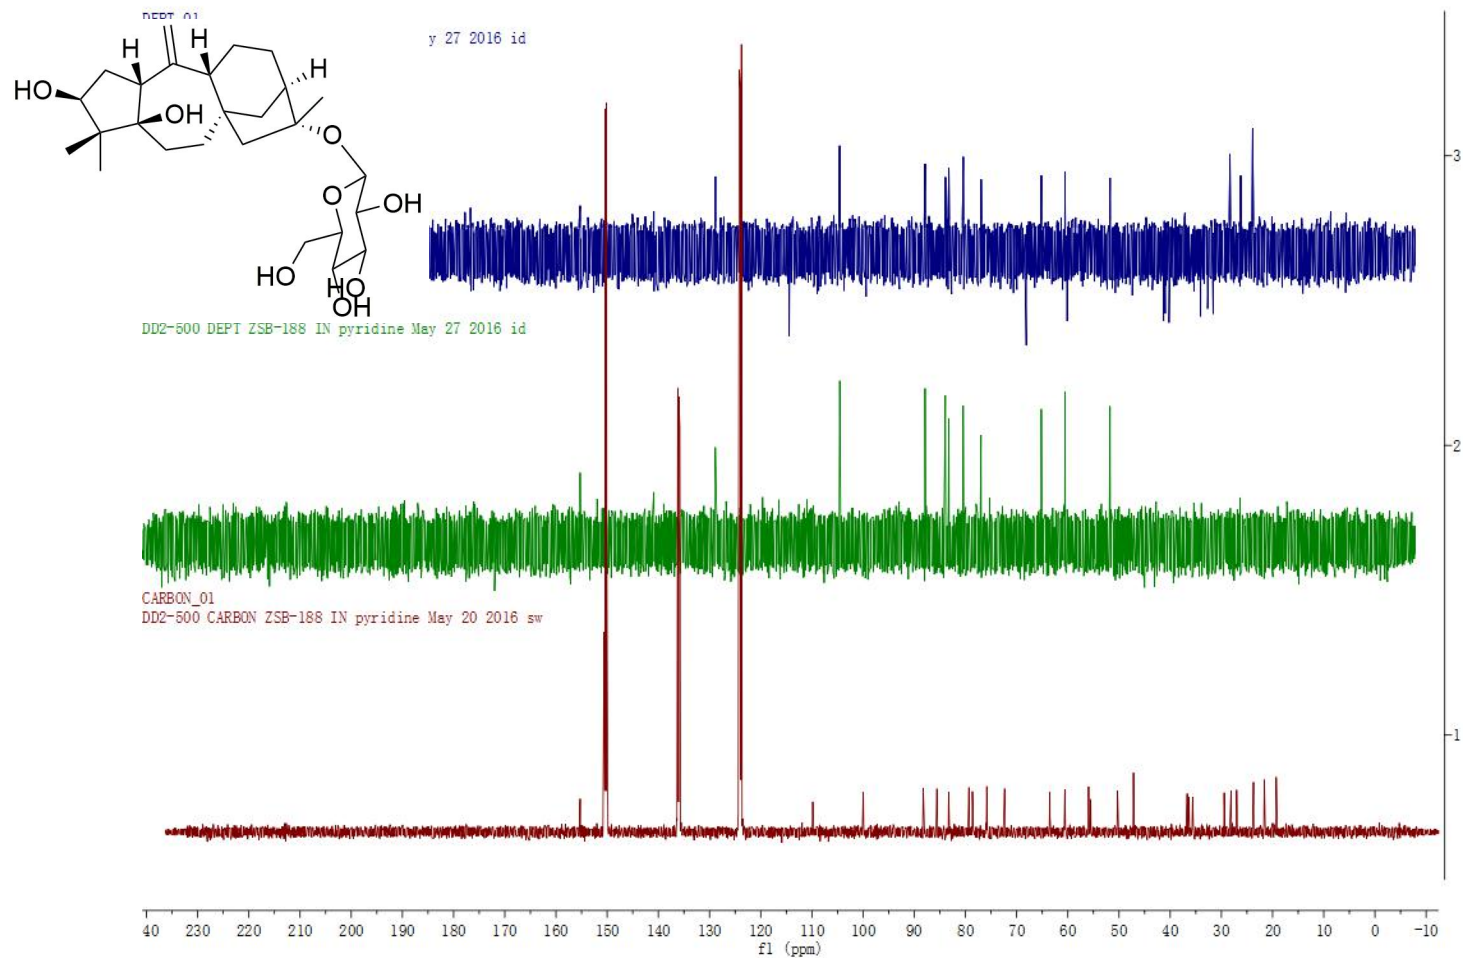 DEPT_01
y 27 2016 id
H
H
H
HO
OH
O
O
OH
HO
HO
OH
DD2-500 DEPT ZSB-188 IN pyridine May 27 2016 id
CARBON_01
DD2-500 CARBON ZSB-188 IN pyridine May 20 2016 sw
3
2
1
40 230 220 210 200 190 180 170 160 150 140 130 120 110 100 90 80 70 60 50 40 30 20 10 0 -10
f1 (ppm)